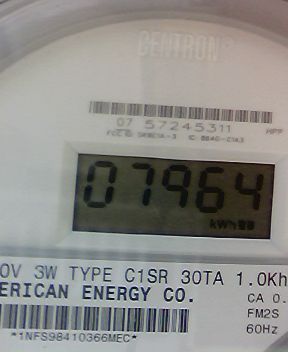 CENTRON®
07 57245311
07964
kWh
0V 3W TYPE C1SR 30TA 1.0Kh
ERICAN ENERGY CO.
CA 0.
FM2S
60Hz
*1NFS98410366MEC*